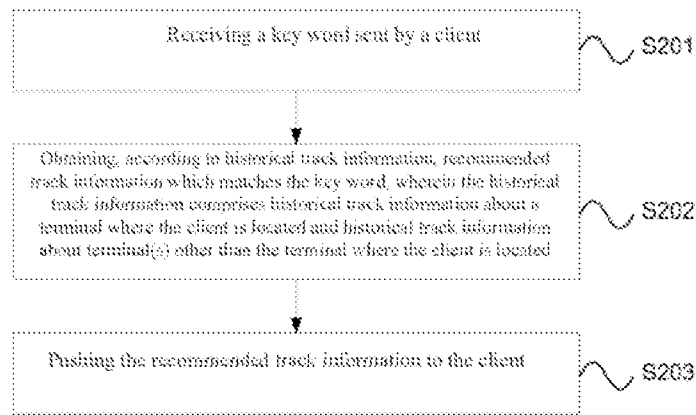 Receiving a key word sent by a client
S201
Obtaining, according to historical track information, recommended
track information which matches the key word, wherein the historical
track information comprises historical track information about a
terminal where the client is located and historical track information
about terminal(s) other than the terminal where the client is located
S202
Pushing the recommended track information to the client
S203